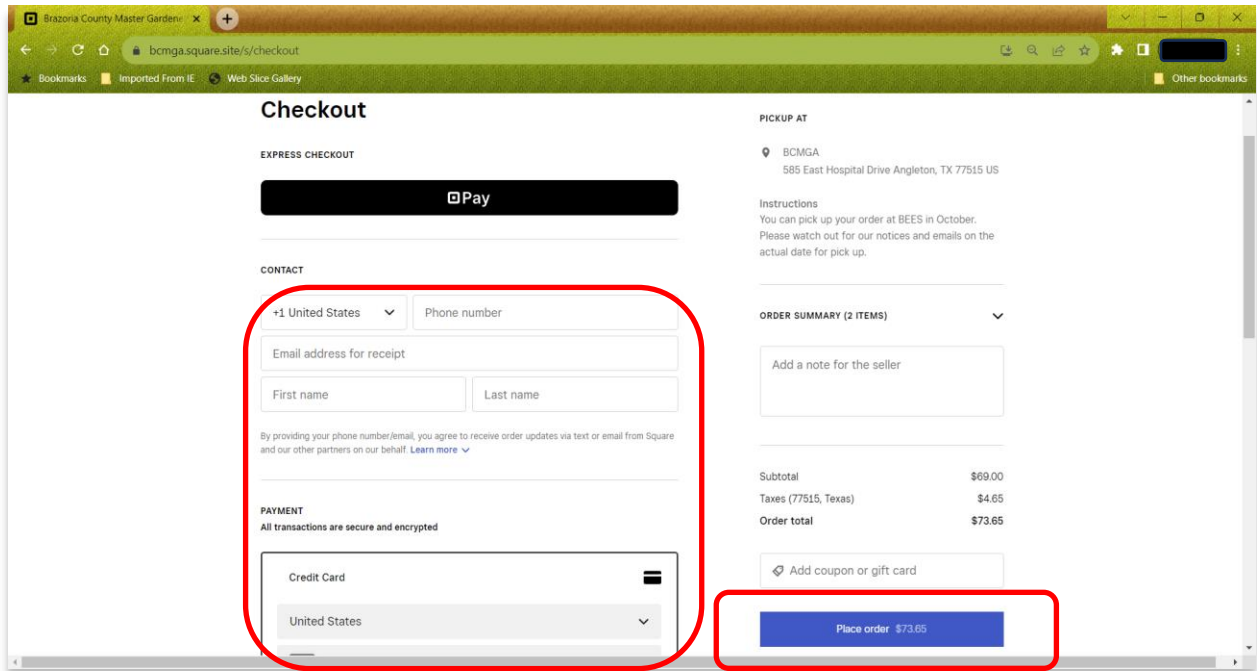 Brazoria County Master Gardene
bcmga.square.site/s/checkout
Bookmarks Imported From IE Web Slice Gallery Other bookmarks
Checkout
EXPRESS CHECKOUT
Pay
CONTACT
+1 United States Phone number
Email address for receipt
First name Last name
By providing your phone number/email, you agree to receive order updates via text or email from Square
and our other partners on our behalf. Learn more
PAYMENT
All transactions are secure and encrypted
Credit Card
United States
PICKUP AT
BCMGA
585 East Hospital Drive Angleton, TX 77515 US
Instructions
You can pick up your order at BEES in October.
Please watch out for our notices and emails on the
actual date for pick up.
ORDER SUMMARY (2 ITEMS)
Add a note for the seller
Subtotal $69.00
Taxes (77515, Texas) $4.65
Order total $73.65
Add coupon or gift card
Place order $73.65